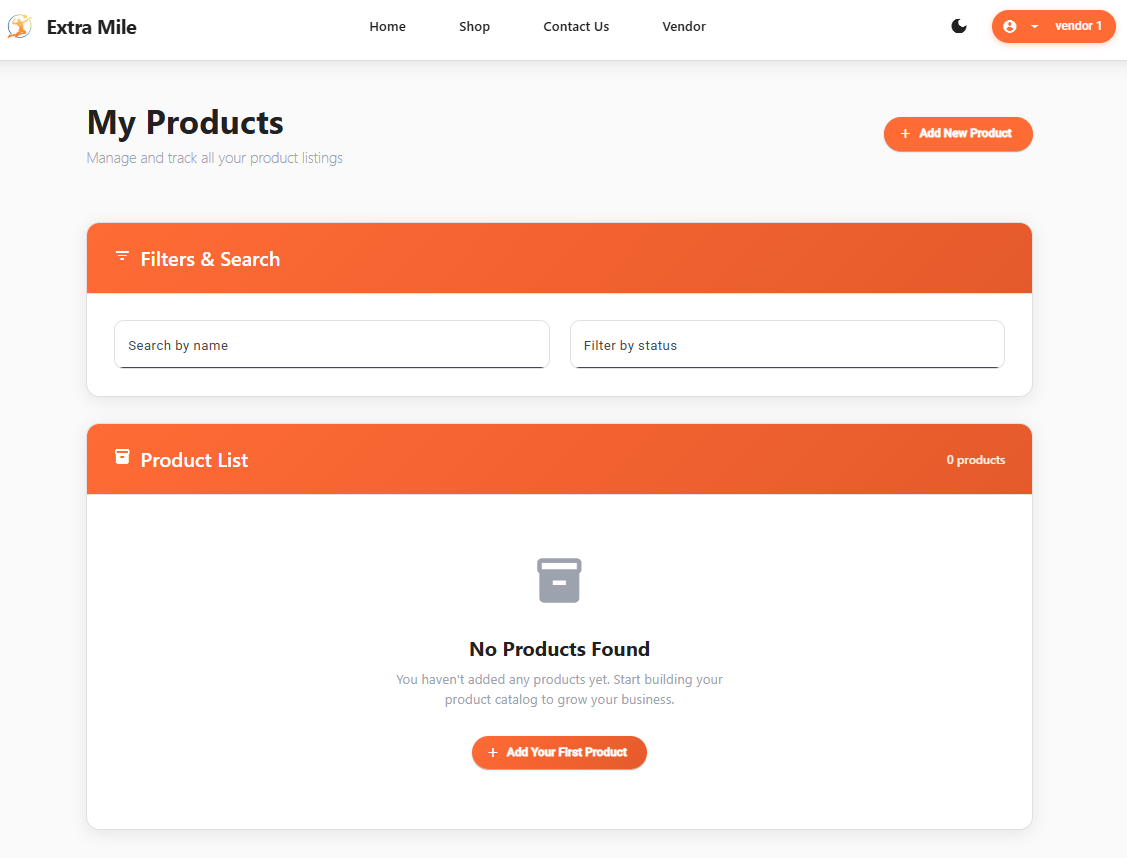 Extra Mile
Home
Shop
Contact Us
Vendor
vendor 1
My Products
Manage and track all your product listings
Add New Product
Filters & Search
Search by name
Filter by status
Product List
0 products
No Products Found
You haven't added any products yet. Start building your
product catalog to grow your business.
Add Your First Product